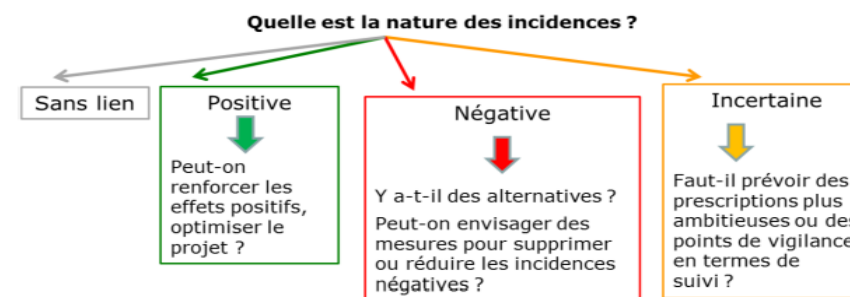 Quelle est la nature des incidences ?
Sans lien
Positive
Peut-on
renforcer les
effets positifs,
optimiser le
projet ?
Négative
Y a-t-il des alternatives ?
Peut-on envisager des
mesures pour supprimer
ou réduire les incidences
négatives ?
Incertaine
Faut-il prévoir des
prescriptions plus
ambitieuses ou des
points de vigilance
en termes de
suivi ?